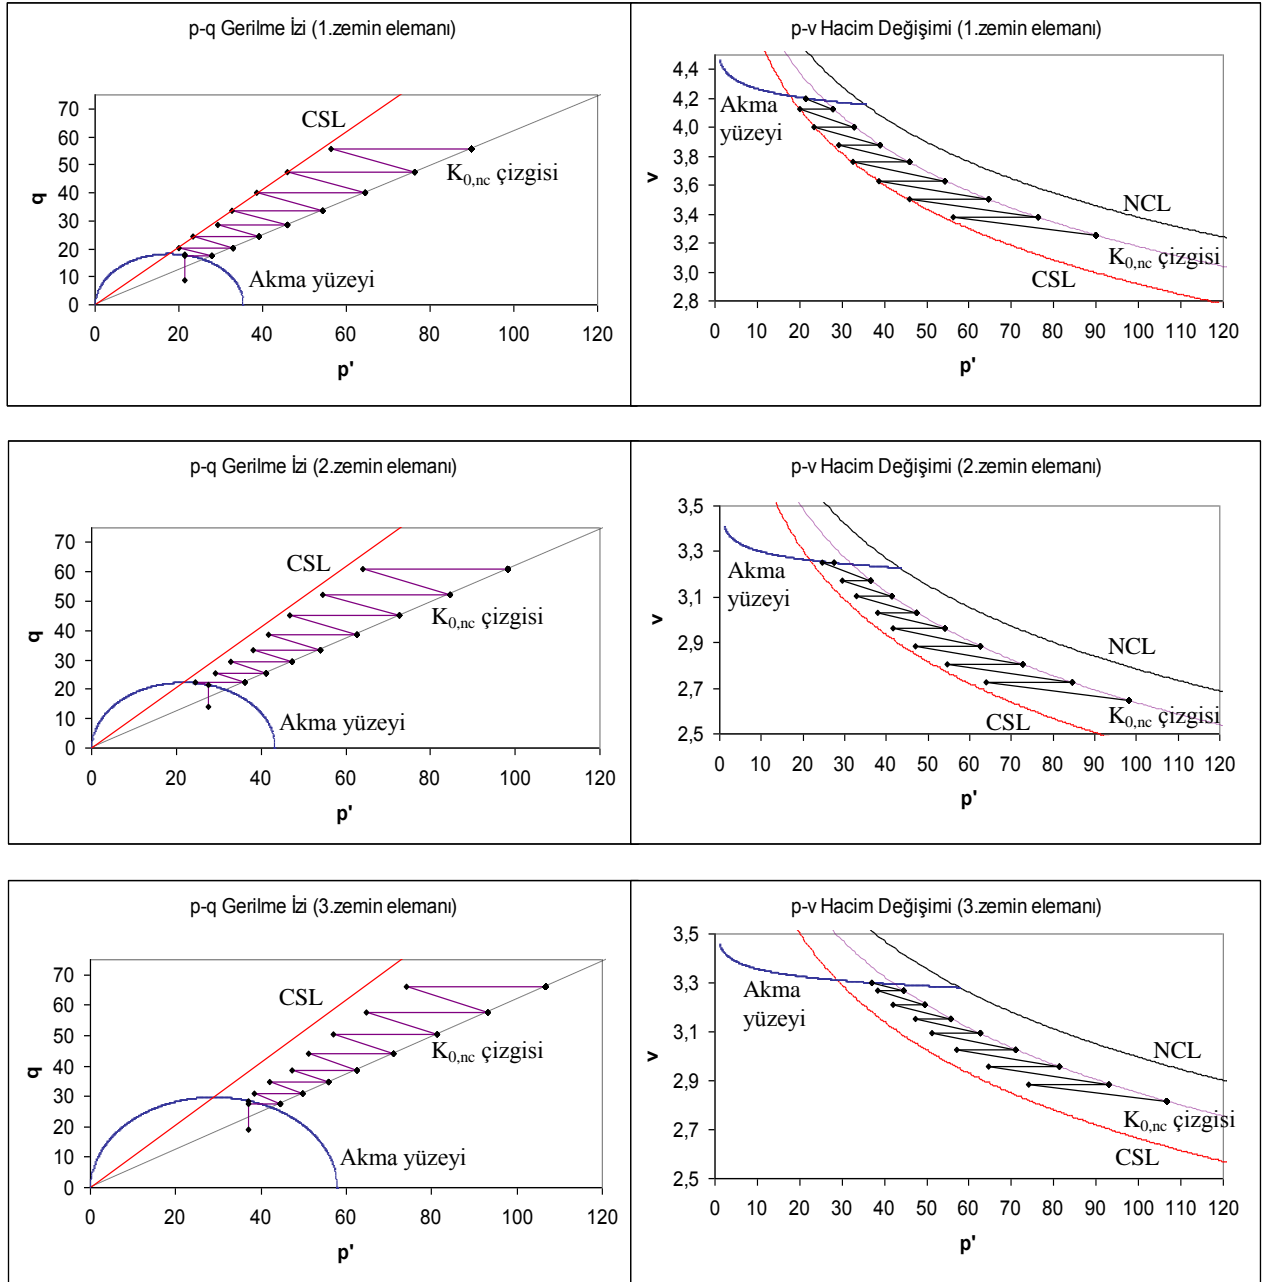 p-q Gerilme İzi (1.zemin elemanı)
70
60
50
40
30
20
10
0
q
CSL
K0,nc çizgisi
Akma yüzeyi
0 20 40 60 80 100 120
p'
p-v Hacim Değişimi (1.zemin elemanı)
4,4
4,2
4,0
3,8
3,6
3,4
3,2
3,0
2,8
v
Akma
yüzeyi
NCL
K0,nc çizgisi
CSL
0 10 20 30 40 50 60 70 80 90 100 110 120
p'
p-q Gerilme İzi (2.zemin elemanı)
70
60
50
40
30
20
10
0
q
CSL
K0,nc çizgisi
Akma yüzeyi
0 20 40 60 80 100 120
p'
p-v Hacim Değişimi (2.zemin elemanı)
3,5
3,3
3,1
2,9
2,7
2,5
v
Akma
yüzeyi
NCL
K0,nc çizgisi
CSL
0 10 20 30 40 50 60 70 80 90 100 110 120
p'
p-q Gerilme İzi (3.zemin elemanı)
70
60
50
40
30
20
10
0
q
CSL
K0,nc çizgisi
Akma yüzeyi
0 20 40 60 80 100 120
p'
p-v Hacim Değişimi (3.zemin elemanı)
3,5
3,3
3,1
2,9
2,7
2,5
v
Akma
yüzeyi
NCL
K0,nc çizgisi
CSL
0 10 20 30 40 50 60 70 80 90 100 110 120
p'